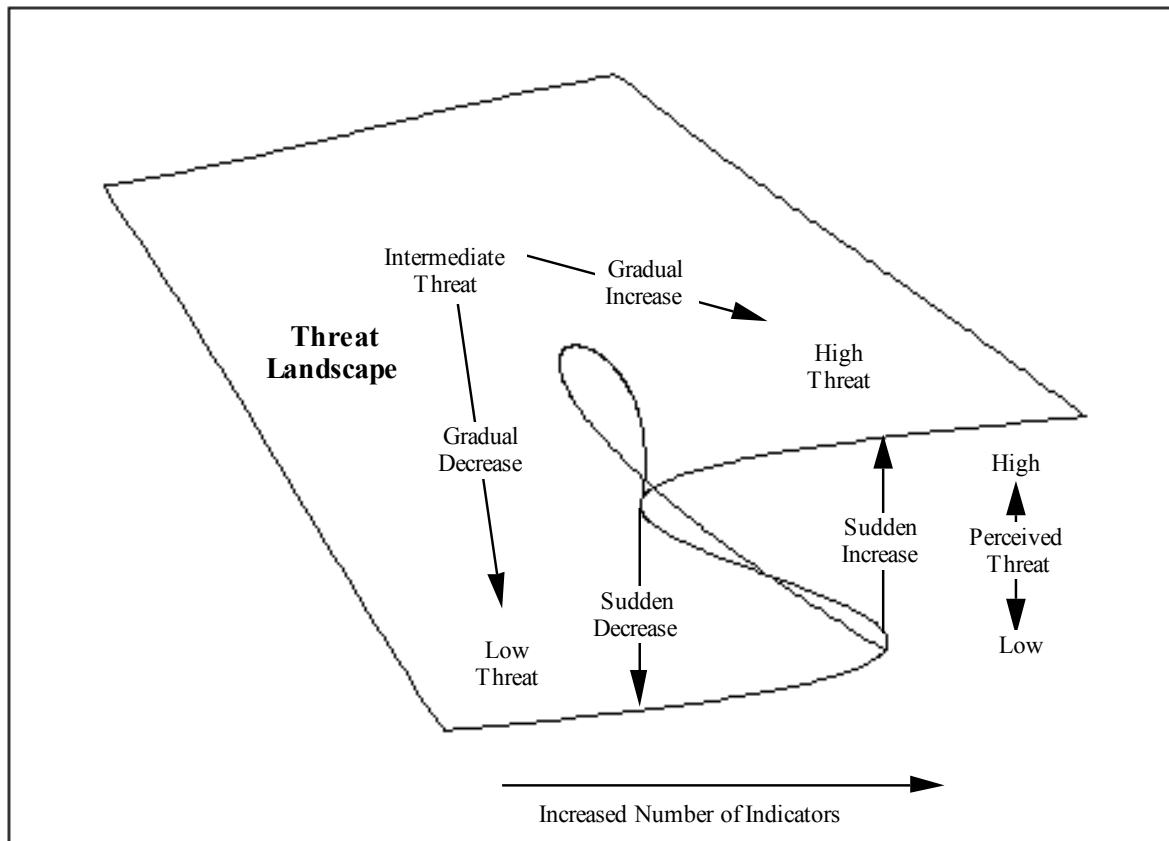 Intermediate
Threat
Gradual
Increase
Threat
Landscape
High
Threat
Gradual
Decrease
High
Perceived
Threat
Low
Sudden
Increase
Sudden
Decrease
Low
Threat
Increased Number of Indicators